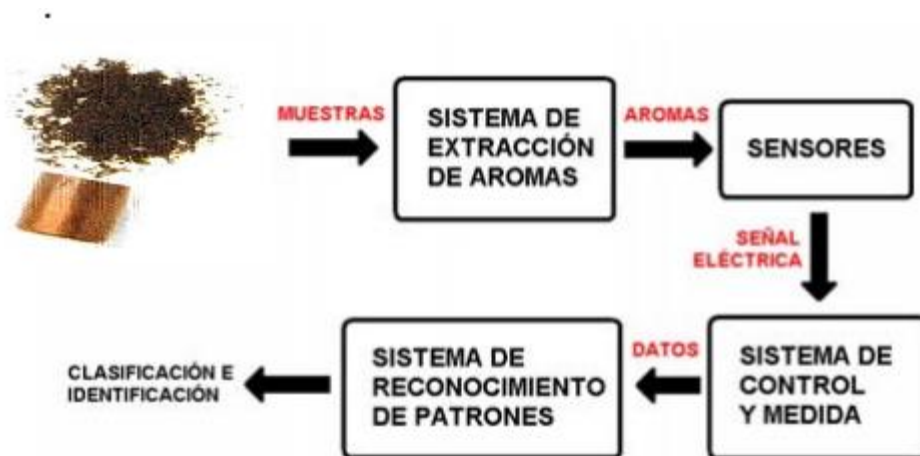 MUESTRAS
SISTEMA DE
EXTRACCIÓN
DE AROMAS
AROMAS
SENSORES
SEÑAL
ELÉCTRICA
SISTEMA DE
CONTROL
Y MEDIDA
DATOS
SISTEMA DE
RECONOCIMIENTO
DE PATRONES
CLASIFICACIÓN E
IDENTIFICACIÓN